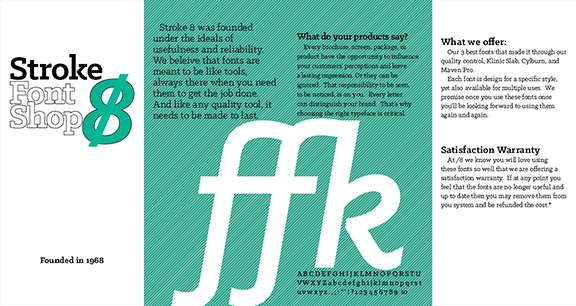 Stroke
Font
Shop
8
Founded in 1968
Stroke 8 was founded
under the ideals of
usefulness and reliability.
We beleive that fonts are
meant to be like tools,
always there when you need
them to get the job done.
And like any quality tool, it
needs to be made to last.
What do your products say?
Every brochure, screen, package, or
product have the opportunity to influence
your customers' perceptions and leave
a lasting impression. Or they can be
ignored. That responsibility to be seen,
to be noticed, is on you. Every letter
can distinguish your brand. That's why
choosing the right typeface is critical.
ffk
ABCDEFGHIJKLMNOPQRSTU
VWXYZabcdefghijklmnopqrst
uvwxyz.,:;"'!?123456789 10
What we offer:
Our 3 best fonts that made it through our
quality control, Klinic Slab, Cylburn, and
Maven Pro.
Each font is design for a specific style,
yet also available for multiple uses. We
promise once you use these fonts once
you'll be looking forward to using them
again and again.
Satisfaction Warranty
At /8 we know you will love using
these fonts so well that we are offering a
satisfaction warranty. If at any point you
feel that the fonts are no longer useful and
up to date then you may remove them from
you system and be refunded the cost.*